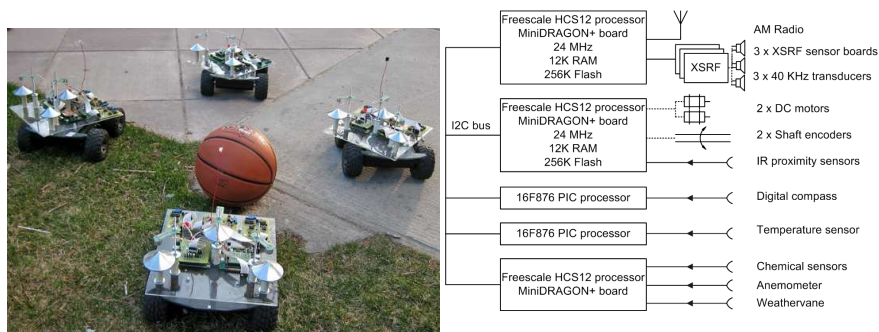 Freescale HCS12 processor
MiniDRAGON+ board
24 MHz
12K RAM
256K Flash
AM Radio
3 x XSRF sensor boards
XSRF
3 x 40 KHz transducers
I2C bus
Freescale HCS12 processor
MiniDRAGON+ board
24 MHz
12K RAM
256K Flash
2 x DC motors
2 x Shaft encoders
IR proximity sensors
16F876 PIC processor
Digital compass
16F876 PIC processor
Temperature sensor
Freescale HCS12 processor
MiniDRAGON+ board
Chemical sensors
Anemometer
Weathervane